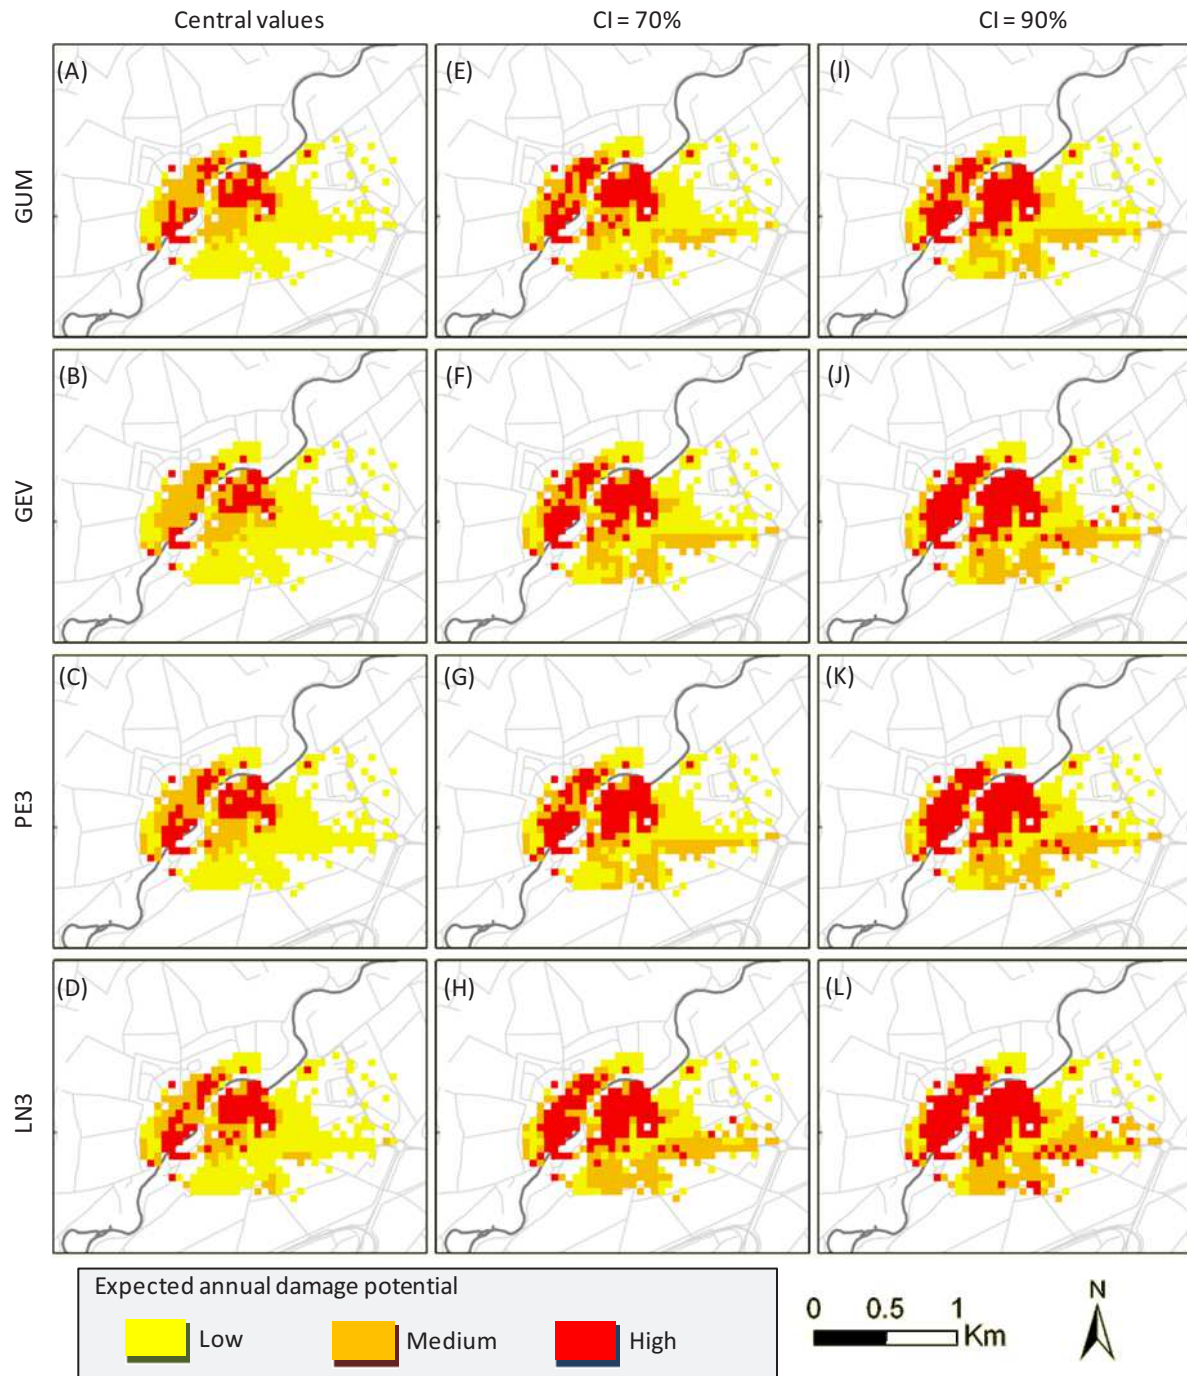 Central values CI = 70% CI = 90%
(A) (E) (I)
GUM
(B) (F) (J)
GEV
(C) (G) (K)
PE3
(D) (H) (L)
LN3
Expected annual damage potential
Low Medium High
0 0.5 1
Km
N